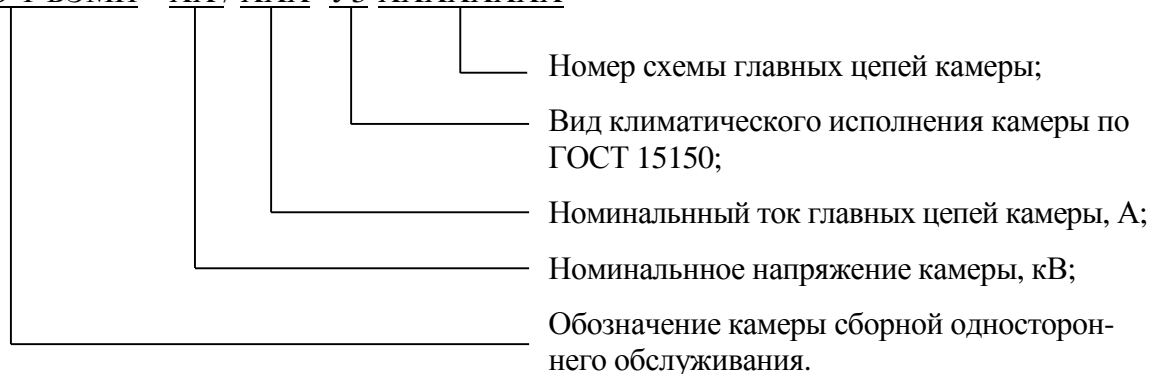 Номер схемы главных цепей камеры;
Вид климатического исполнения камеры по
ГОСТ 15150;
Номинальнный ток главных цепей камеры, А;
Номинальнное напряжение камеры, кВ;
Обозначение камеры сборной односторон-
него обслуживания.